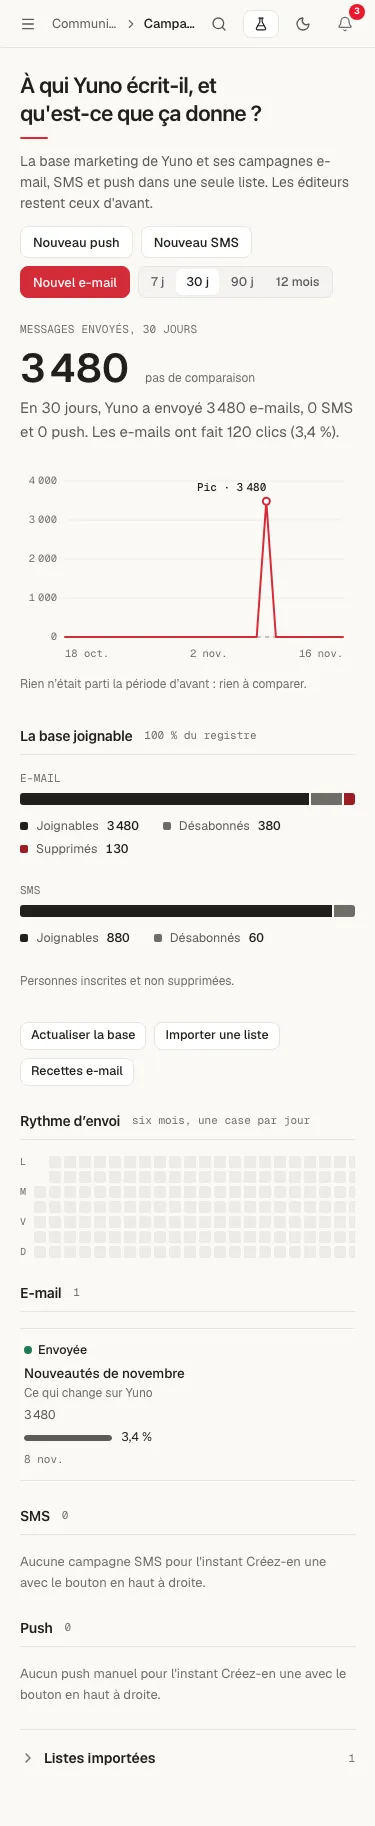 Communi... > Campa...
3
À qui Yuno écrit-il, et
qu'est-ce que ça donne ?
La base marketing de Yuno et ses campagnes e-
mail, SMS et push dans une seule liste. Les éditeurs
restent ceux d'avant.
Nouveau push
Nouveau SMS
Nouvel e-mail
7 j
30 j
90 j
12 mois
MESSAGES ENVOYÉS, 30 JOURS
3 480 pas de comparaison
En 30 jours, Yuno a envoyé 3 480 e-mails, 0 SMS
et 0 push. Les e-mails ont fait 120 clics (3,4 %).
4 000
Pic · 3 480
3 000
2 000
1 000
0
18 oct. 2 nov. 16 nov.
Rien n'était parti la période d'avant : rien à comparer.
La base joignable 100 % du registre
E-MAIL
Joignables 3 480 Désabonnés 380
Supprimés 130
SMS
Joignables 880 Désabonnés 60
Personnes inscrites et non supprimées.
Actualiser la base
Importer une liste
Recettes e-mail
Rythme d'envoi six mois, une case par jour
L
M
V
D
E-mail 1
Envoyée
Nouveautés de novembre
Ce qui change sur Yuno
3 480
3,4 %
8 nov.
SMS 0
Aucune campagne SMS pour l'instant Créez-en une
avec le bouton en haut à droite.
Push 0
Aucun push manuel pour l'instant Créez-en une avec le
bouton en haut à droite.
Listes importées 1